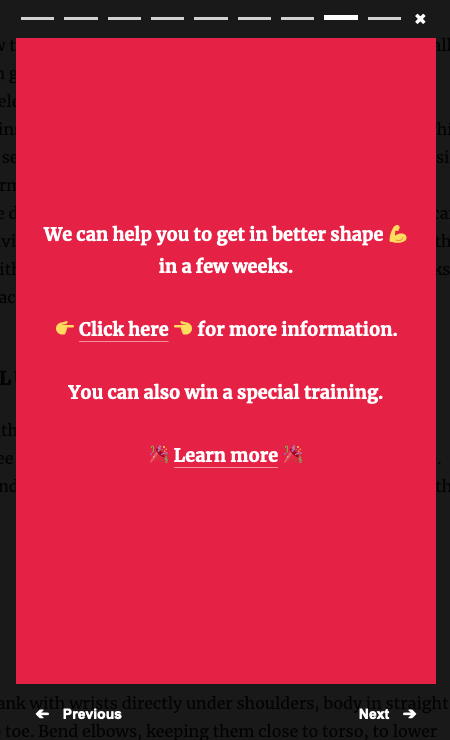 We can help you to get in better shape 💪
in a few weeks.
👉 Click here 👈 for more information.
You can also win a special training.
🎉 Learn more 🎉
ank with wrists directly under shoulders, body in straight
Previous
Next
toe. Bend elbows, keeping them close to torso, to lower